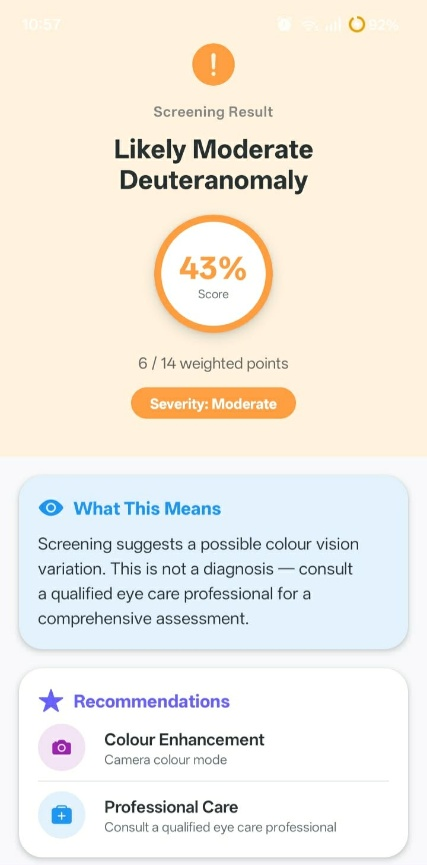 10:57
92%
Screening Result
Likely Moderate
Deuteranomaly
43%
Score
6 / 14 weighted points
Severity: Moderate
What This Means
Screening suggests a possible colour vision
variation. This is not a diagnosis — consult
a qualified eye care professional for a
comprehensive assessment.
Recommendations
Colour Enhancement
Camera colour mode
Professional Care
Consult a qualified eye care professional